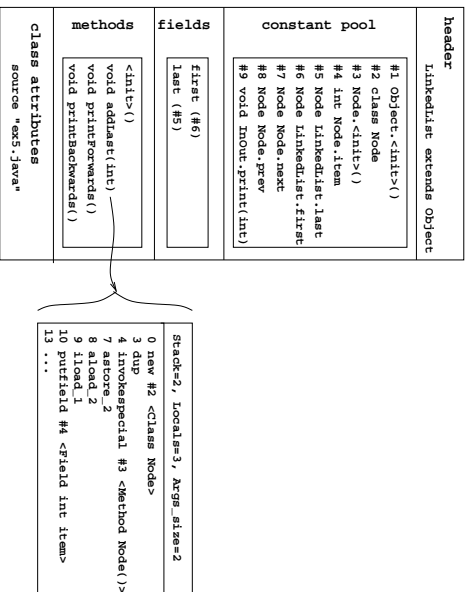 header
LinkedList extends Object
constant pool
#1 Object.<init>()
#2 class Node
#3 Node.<init>()
#4 int Node.item
#5 Node LinkedList.last
#6 Node LinkedList.first
#7 Node Node.next
#8 Node Node.prev
#9 void InOut.print(int)
fields
first (#6)
last (#5)
methods
<init>()
void addLast(int)
void printForwards()
void printBackwards()
class attributes
source "ex5.java"
Stack=2, Locals=3, Args_size=2
0 new #2 <Class Node>
3 dup
4 invokespecial #3 <Method Node()>
7 astore_2
8 aload_2
9 iload_1
10 putfield #4 <Field int item>
13 ...